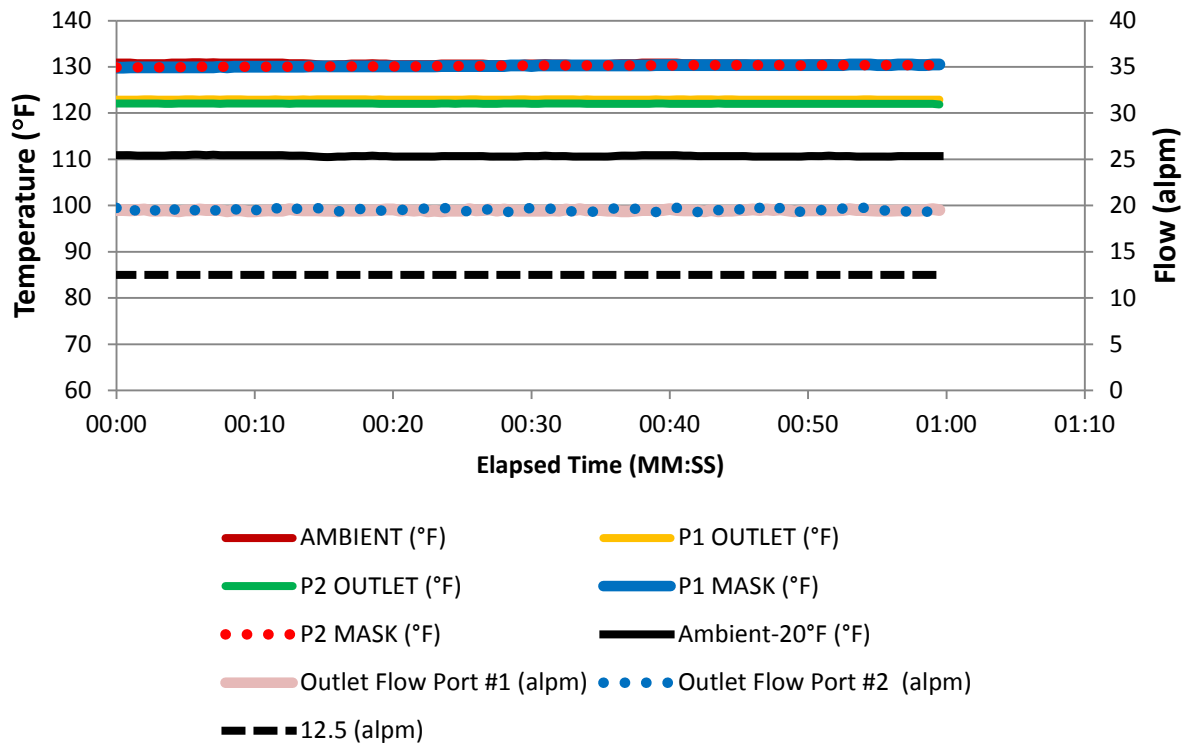 140
130
120
110
100
90
80
70
60
Temperature (°F)
40
35
30
25
20
15
10
5
0
Flow (alpm)
00:00 00:10 00:20 00:30 00:40 00:50 01:00 01:10
Elapsed Time (MM:SS)
AMBIENT (°F) P1 OUTLET (°F)
P2 OUTLET (°F) P1 MASK (°F)
P2 MASK (°F) Ambient-20°F (°F)
Outlet Flow Port #1 (alpm) Outlet Flow Port #2 (alpm)
12.5 (alpm)